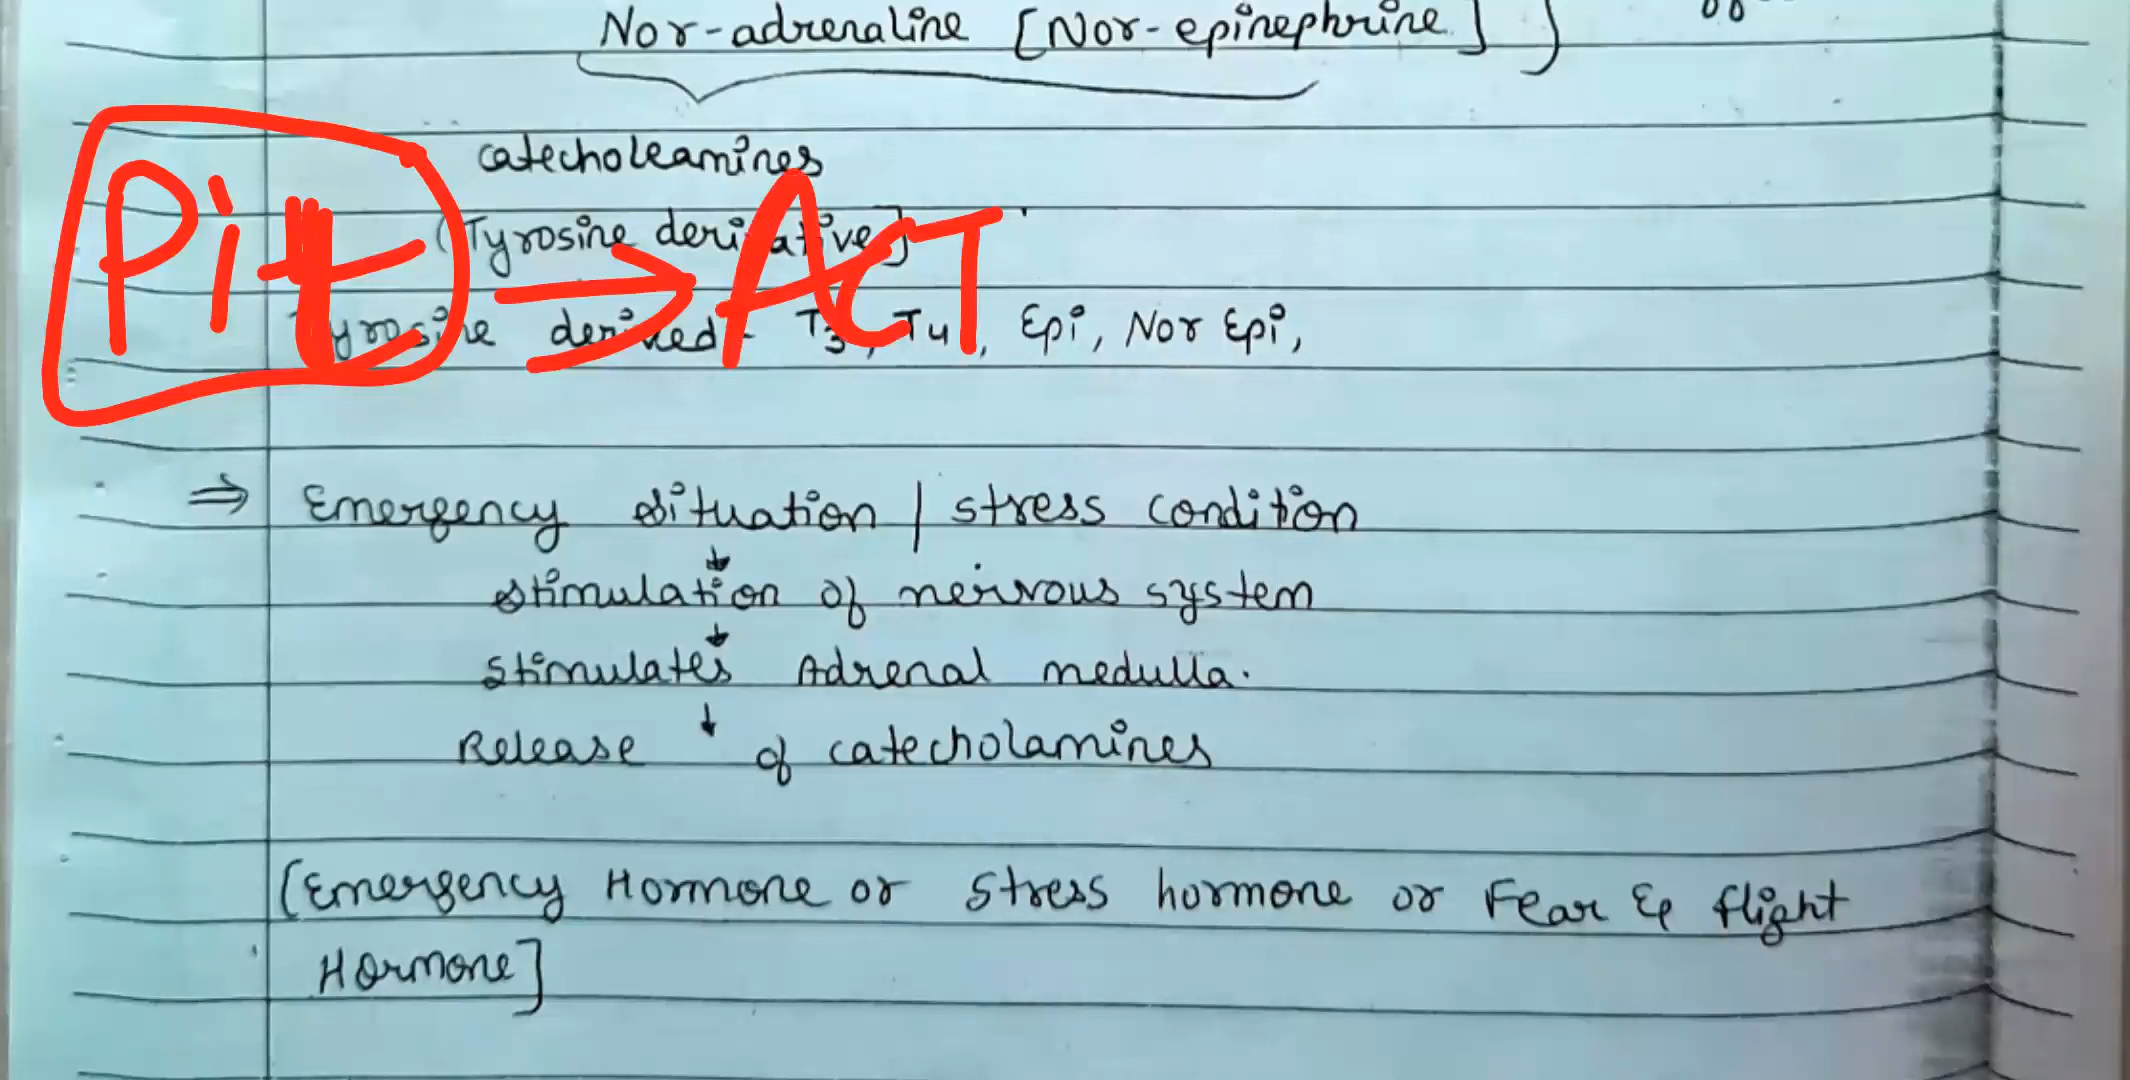 Nor-adrenaline [Nor-epinephrine]
catecholeamines
(Tyrosine derivative]
Pit → ACT
Tyrosine derived - T3, T4, Epi, Nor Epi,
⇒ Emergency situation / stress condition
↓
stimulation of nervous system
↓
stimulates Adrenal medulla.
↓
Release of catecholamines
(Emergency Hormone or stress hormone or Fear & flight
Hormone]